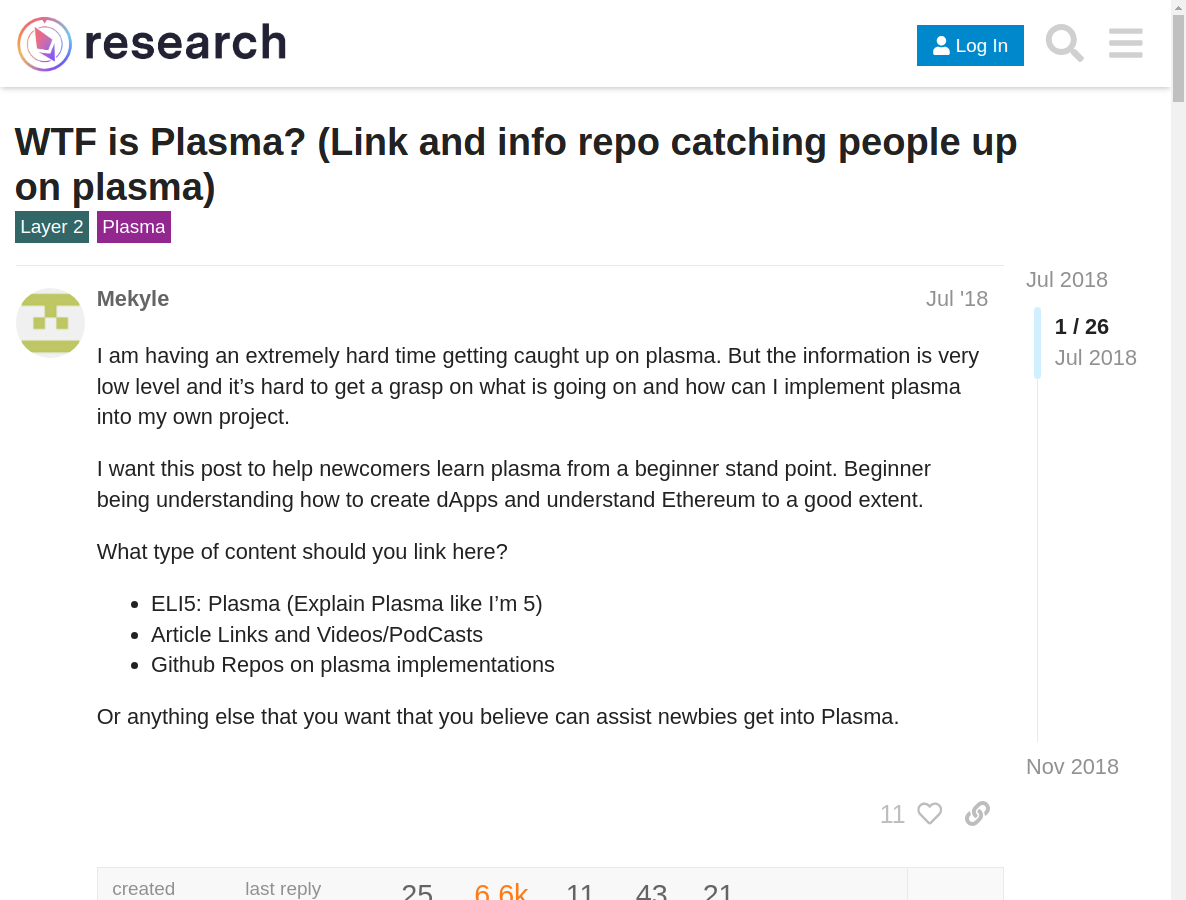 research
Log In
WTF is Plasma? (Link and info repo catching people up
on plasma)
Layer 2 Plasma
Mekyle
Jul '18
I am having an extremely hard time getting caught up on plasma. But the information is very
low level and it’s hard to get a grasp on what is going on and how can I implement plasma
into my own project.
I want this post to help newcomers learn plasma from a beginner stand point. Beginner
being understanding how to create dApps and understand Ethereum to a good extent.
What type of content should you link here?
ELI5: Plasma (Explain Plasma like I’m 5)
Article Links and Videos/PodCasts
Github Repos on plasma implementations
Or anything else that you want that you believe can assist newbies get into Plasma.
11
created last reply 25 6.6k 11 43 21
Jul 2018
1 / 26
Jul 2018
Nov 2018